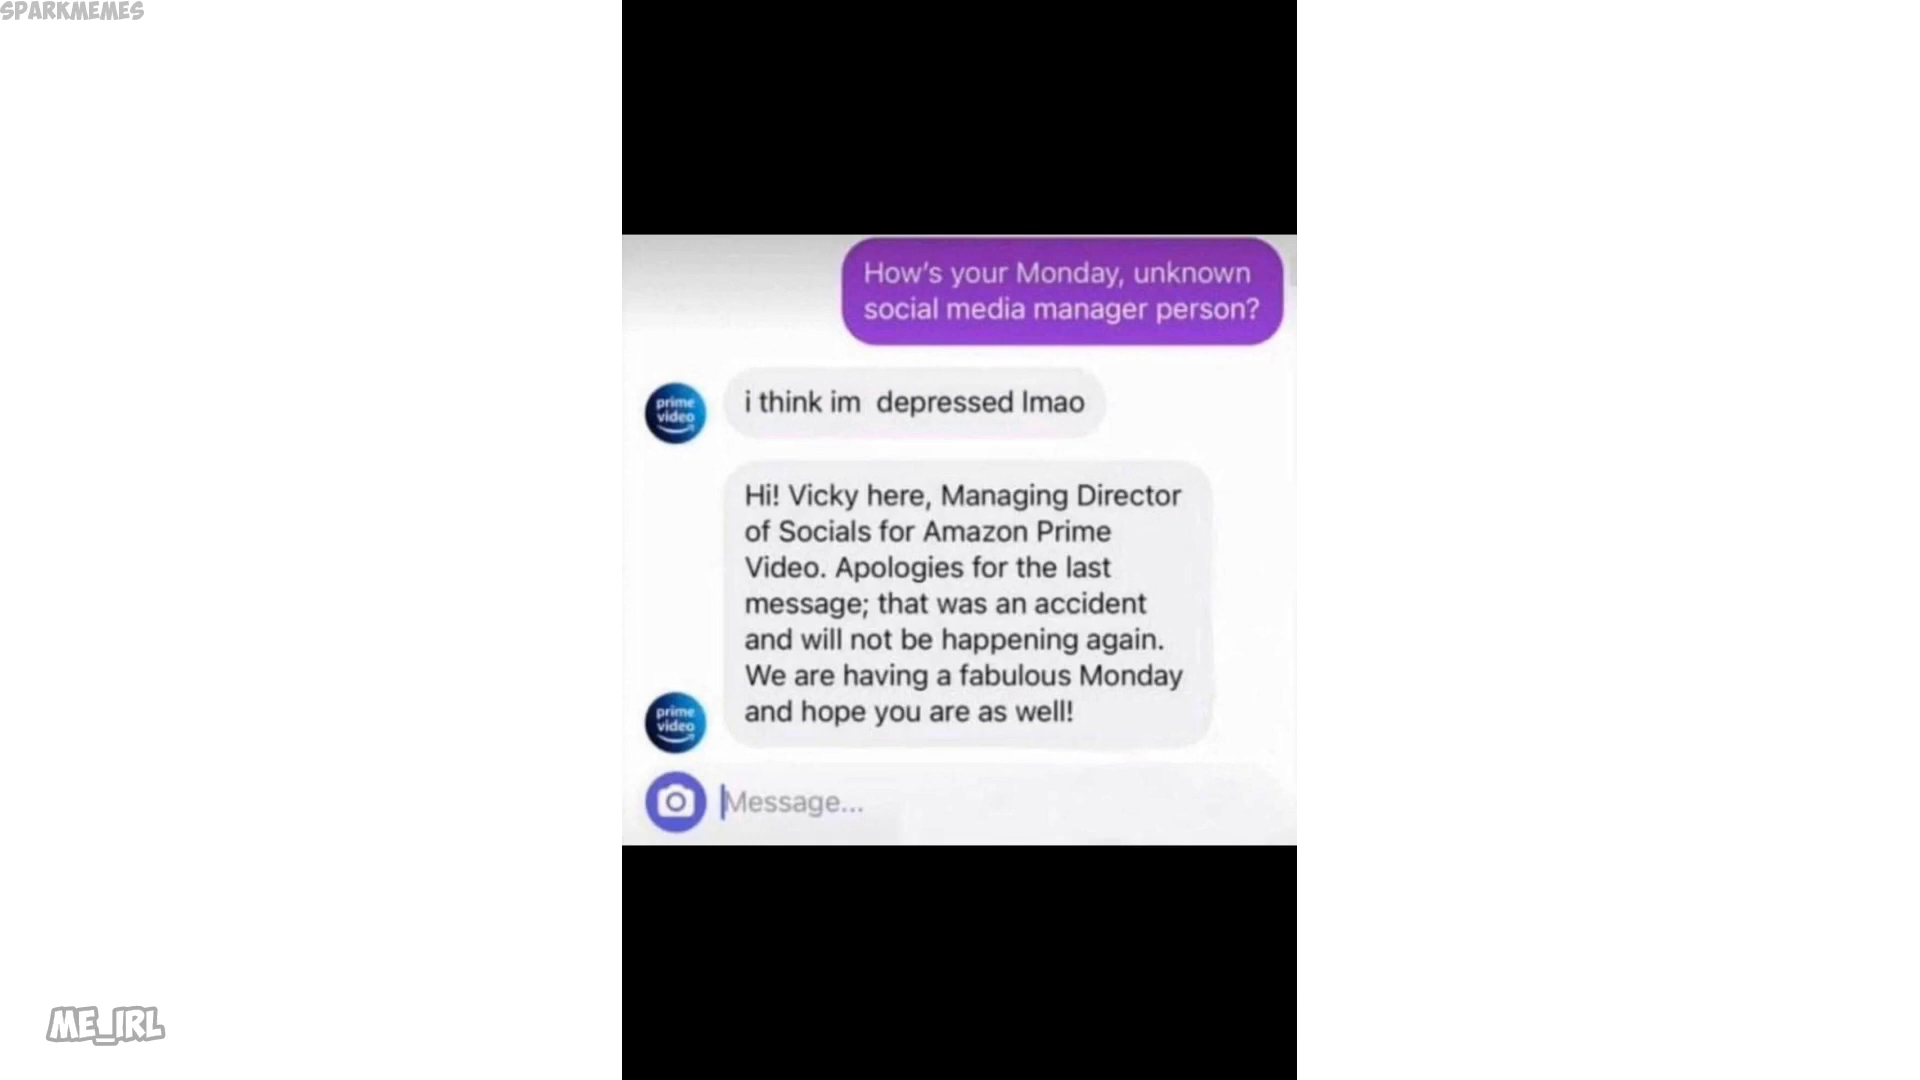 SPARKMEMES
How's your Monday, unknown
social media manager person?
prime
video
i think im  depressed lmao
Hi! Vicky here, Managing Director
of Socials for Amazon Prime
Video. Apologies for the last
message; that was an accident
and will not be happening again.
We are having a fabulous Monday
and hope you are as well!
prime
video
Message...
ME_IRL